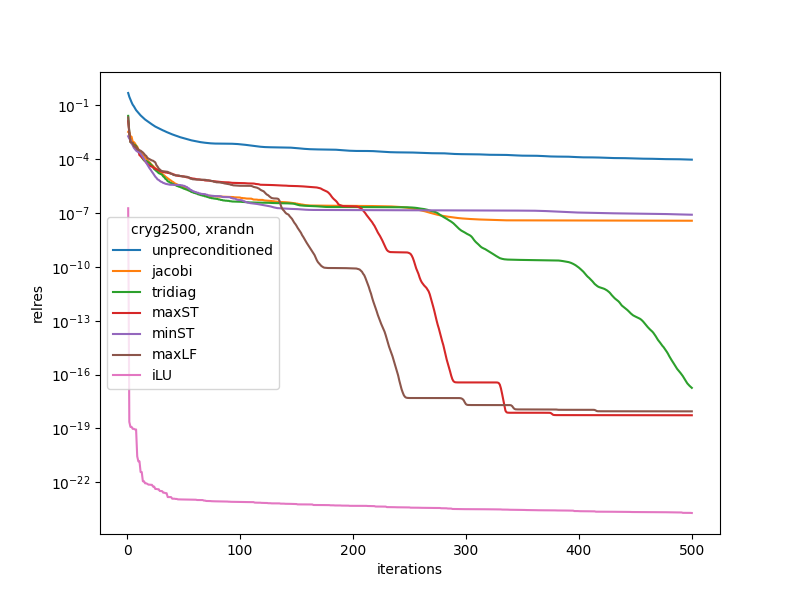 10⁻¹
10⁻⁴
10⁻⁷
10⁻¹⁰
10⁻¹³
10⁻¹⁶
10⁻¹⁹
10⁻²²
relres
cryg2500, xrandn
unpreconditioned
jacobi
tridiag
maxST
minST
maxLF
iLU
0 100 200 300 400 500
iterations